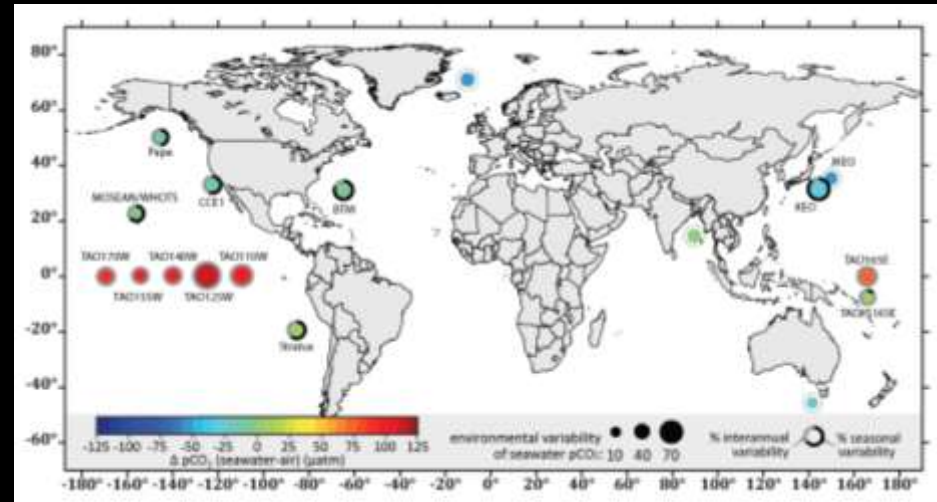 80°
60°
40°
20°
0°
-20°
-40°
-60°
Papa
CCE1
BTM
MOSEAN/WHOTS
KEO
TAO170W TAO140W TAO110W
TAO155W TAO125W
TAO165E
Stratus
-125 -100 -75 -50 -25 0 25 50 75 100 125
Δ pCO₂ (seawater-air) (μatm)
environmental variability
of seawater pCO₂: 10 40 70
% interannual
variability
% seasonal
variability
-180° -160° -140° -120° -100° -80° -60° -40° -20° 0° 20° 40° 60° 80° 100° 120° 140° 160° 180°